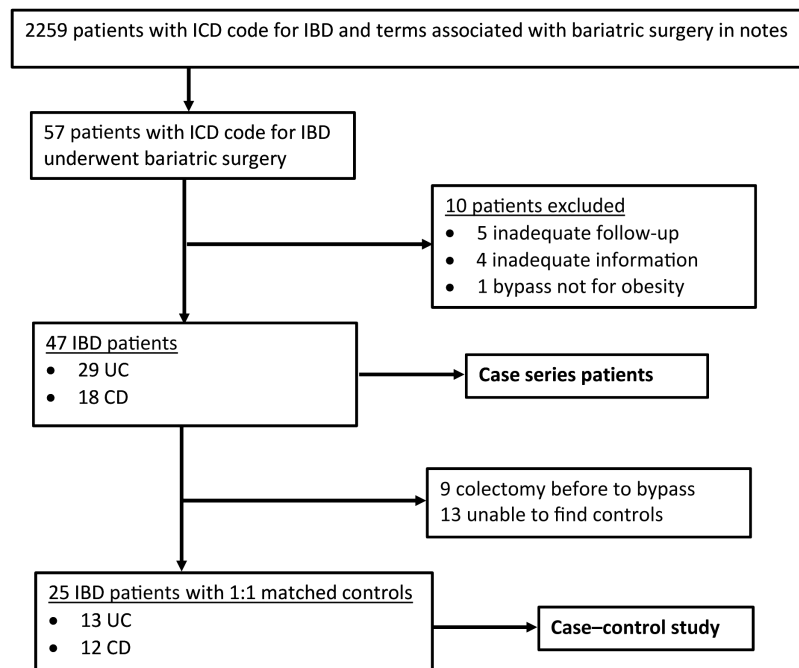 2259 patients with ICD code for IBD and terms associated with bariatric surgery in notes
57 patients with ICD code for IBD
underwent bariatric surgery
10 patients excluded
• 5 inadequate follow-up
• 4 inadequate information
• 1 bypass not for obesity
47 IBD patients
• 29 UC
• 18 CD
Case series patients
9 colectomy before to bypass
13 unable to find controls
25 IBD patients with 1:1 matched controls
• 13 UC
• 12 CD
Case–control study